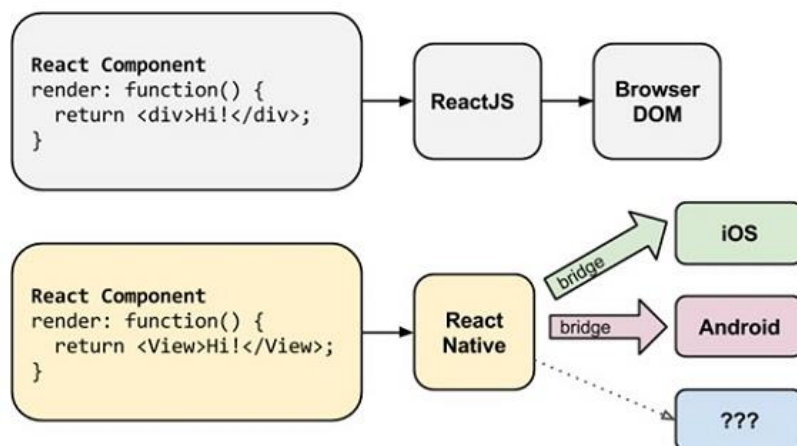 React Component
render: function() {
return <div>Hi!</div>;
}
ReactJS
Browser
DOM
React Component
render: function() {
return <View>Hi!</View>;
}
React
Native
bridge
iOS
bridge
Android
???